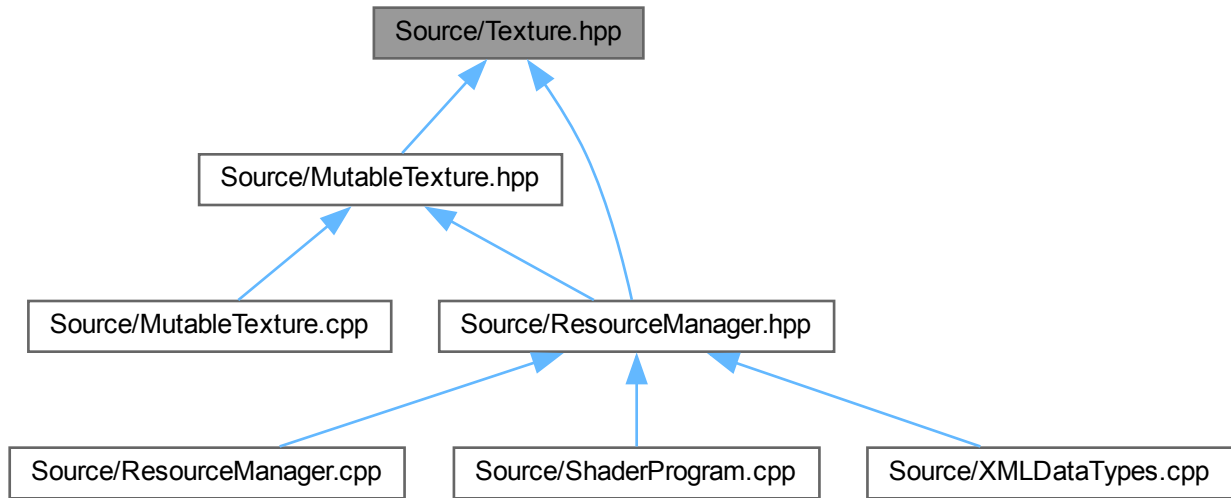 Source/Texture.hpp
Source/MutableTexture.hpp
Source/MutableTexture.cpp
Source/ResourceManager.hpp
Source/ResourceManager.cpp
Source/ShaderProgram.cpp
Source/XMLDataTypes.cpp